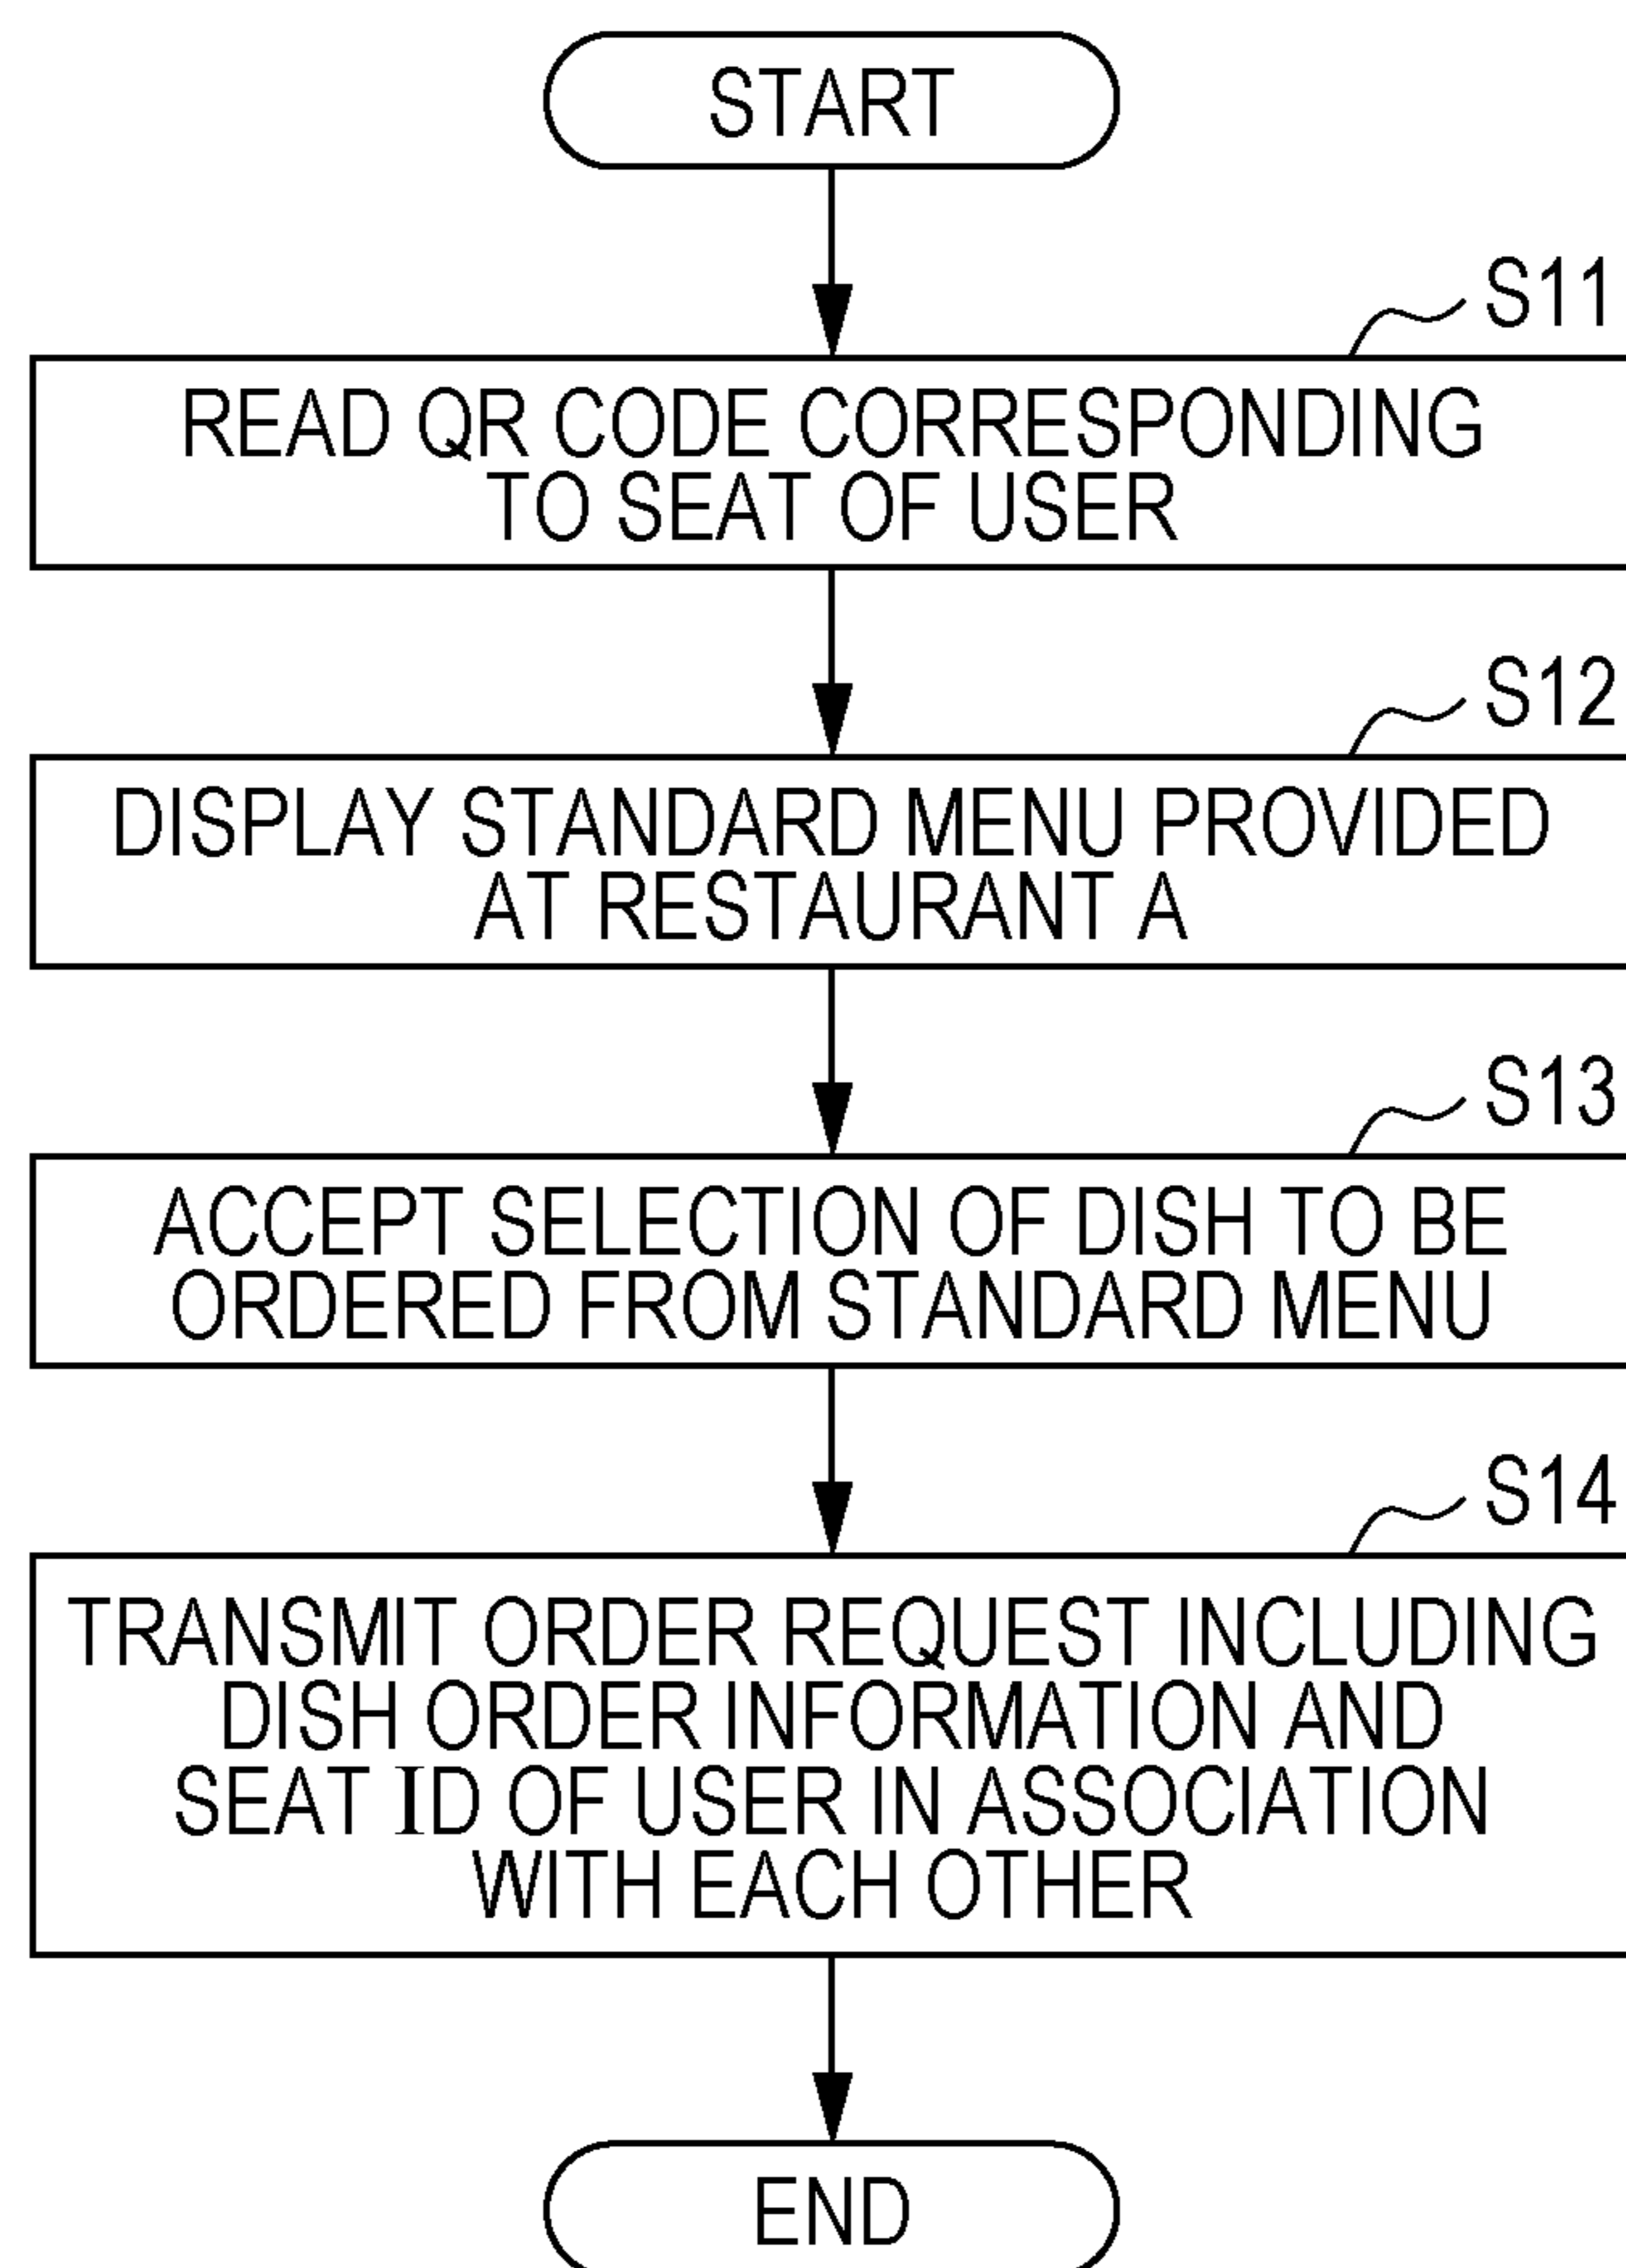 START
S11
READ QR CODE CORRESPONDING
TO SEAT OF USER
S12
DISPLAY STANDARD MENU PROVIDED
AT RESTAURANT A
S13
ACCEPT SELECTION OF DISH TO BE
ORDERED FROM STANDARD MENU
S14
TRANSMIT ORDER REQUEST INCLUDING
DISH ORDER INFORMATION AND
SEAT ID OF USER IN ASSOCIATION
WITH EACH OTHER
END